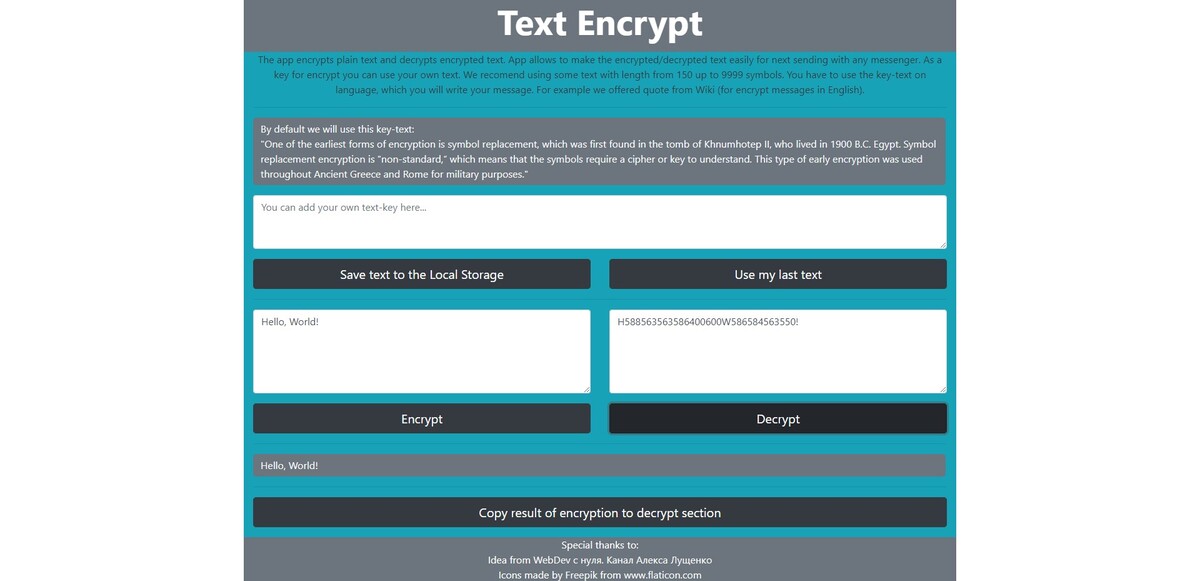 Text Encrypt
The app encrypts plain text and decrypts encrypted text. App allows to make the encrypted/decrypted text easily for next sending with any messenger. As a
key for encrypt you can use your own text. We recomend using some text with length from 150 up to 9999 symbols. You have to use the key-text on
language, which you will write your message. For example we offered quote from Wiki (for encrypt messages in English).
By default we will use this key-text:
"One of the earliest forms of encryption is symbol replacement, which was first found in the tomb of Khnumhotep II, who lived in 1900 B.C. Egypt. Symbol
replacement encryption is "non-standard," which means that the symbols require a cipher or key to understand. This type of early encryption was used
throughout Ancient Greece and Rome for military purposes."
You can add your own text-key here...
Save text to the Local Storage
Use my last text
Hello, World!
H588563563586400600W586584563550!
Encrypt
Decrypt
Hello, World!
Copy result of encryption to decrypt section
Special thanks to:
Idea from WebDev с нуля. Канал Алекса Лущенко
Icons made by Freepik from www.flaticon.com